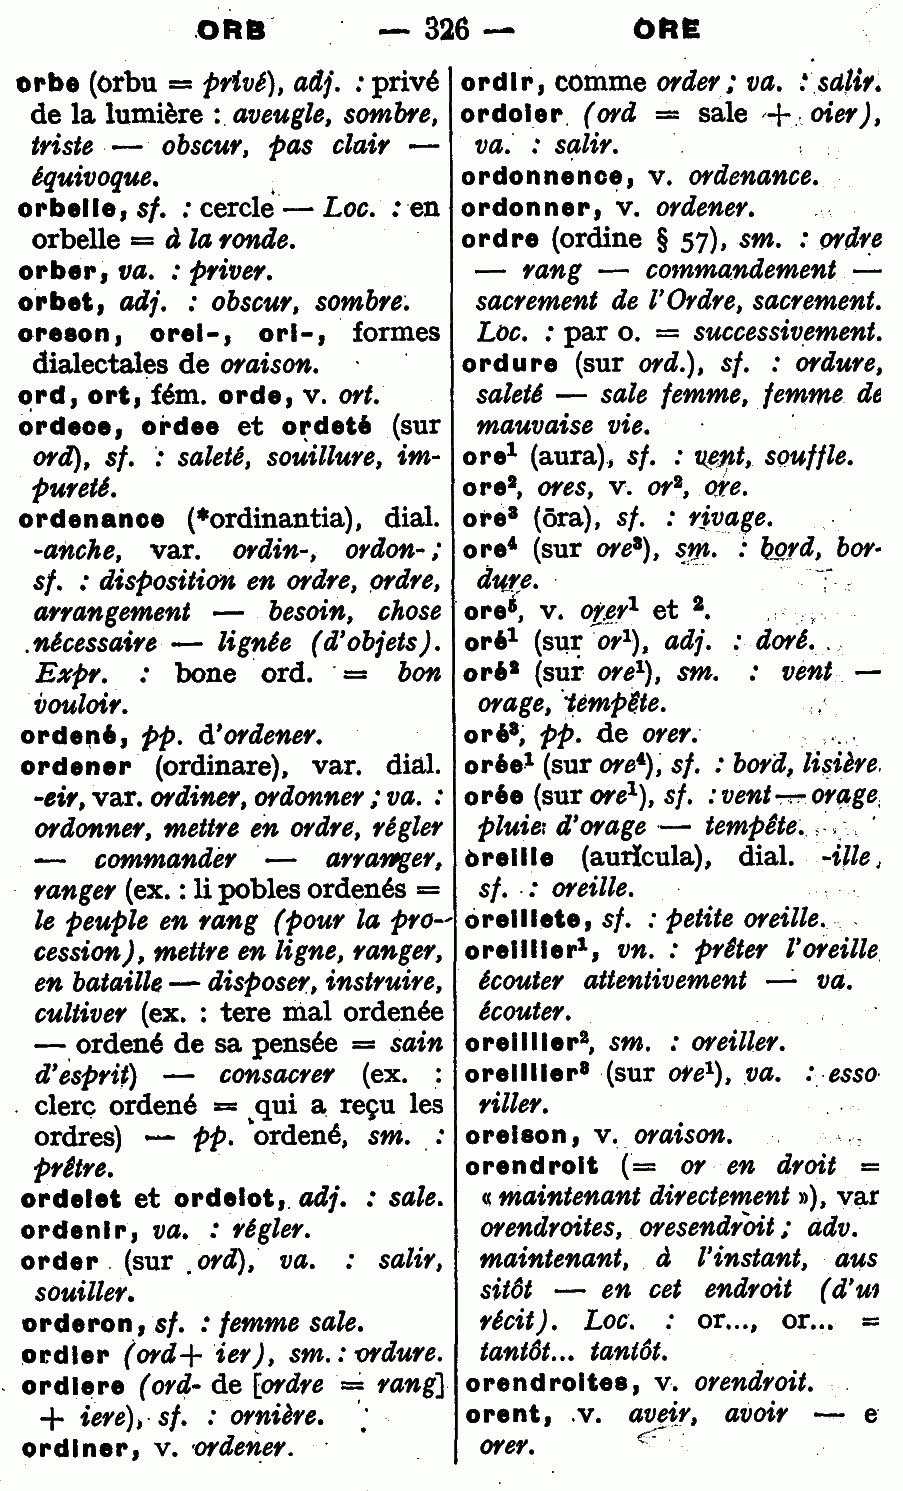 ORB — 326 — ORE
orbe (orbu = privé), adj. : privé
de la lumière : aveugle, sombre,
triste — obscur, pas clair —
équivoque.
orbelle, sf. : cercle — Loc. : en
orbelle = à la ronde.
orber, va. : priver.
orbet, adj. : obscur, sombre.
oreson, orei-, ori-, formes
dialectales de oraison.
ord, ort, fém. orde, v. ort.
ordece, ordee et ordeté (sur
ord), sf. : saleté, souillure, im-
pureté.
ordenance (*ordinantia), dial.
-anche, var. ordin-, ordon- ;
sf. : disposition en ordre, ordre,
arrangement — besoin, chose
nécessaire — lignée (d'objets).
Expr. : bone ord. = bon
vouloir.
ordené, pp. d'ordener.
ordener (ordinare), var. dial.
-eir, var. ordiner, ordonner ; va. :
ordonner, mettre en ordre, régler
— commander — arranger,
ranger (ex. : li pobles ordenés =
le peuple en rang (pour la pro-
cession), mettre en ligne, ranger,
en bataille — disposer, instruire,
cultiver (ex. : tere mal ordenée
— ordené de sa pensée = sain
d'esprit) — consacrer (ex. :
clerc ordené = qui a reçu les
ordres) — pp. ordené, sm. :
prêtre.
ordelet et ordelot, adj. : sale.
ordenir, va. : régler.
order (sur ord), va. : salir,
souiller.
orderon, sf. : femme sale.
ordier (ord+ ier), sm. : ordure.
ordiere (ord- de [ordre = rang]
+ iere), sf. : ornière.
ordiner, v. ordener.
ordir, comme order ; va. : salir.
ordoier (ord = sale + oier),
va. : salir.
ordonnence, v. ordenance.
ordonner, v. ordener.
ordre (ordine § 57), sm. : ordre
— rang — commandement —
sacrement de l'Ordre, sacrement.
Loc. : par o. = successivement.
ordure (sur ord.), sf. : ordure,
saleté — sale femme, femme de
mauvaise vie.
ore¹ (aura), sf. : vent, souffle.
ore², ores, v. or², ore.
ore³ (ōra), sf. : rivage.
ore⁴ (sur ore³), sm. : bord, bor-
dure.
ore⁵, v. orer¹ et ².
oré¹ (sur or¹), adj. : doré.
oré² (sur ore¹), sm. : vent —
orage, tempête.
oré³, pp. de orer.
orée¹ (sur ore⁴), sf. : bord, lisière.
orée (sur ore¹), sf. : vent — orage,
pluie d'orage — tempête.
oreille (aurĭcula), dial. -ille,
sf. : oreille.
oreillete, sf. : petite oreille.
oreillier¹, vn. : prêter l'oreille
écouter attentivement — va.
écouter.
oreillier², sm. : oreiller.
oreillier³ (sur ore¹), va. : esso-
riller.
oreison, v. oraison.
orendroit (= or en droit =
« maintenant directement »), var
orendroites, oresendroit ; adv.
maintenant, à l'instant, aus
sitôt — en cet endroit (d'un
récit). Loc. : or..., or... =
tantôt... tantôt.
orendroites, v. orendroit.
orent, v. aveir, avoir — e
orer.